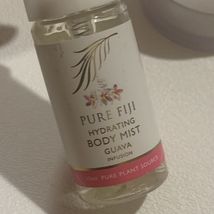 PURE FIJI
HYDRATING
BODY MIST
GUAVA
INFUSION
PURE PLANT SOURCE